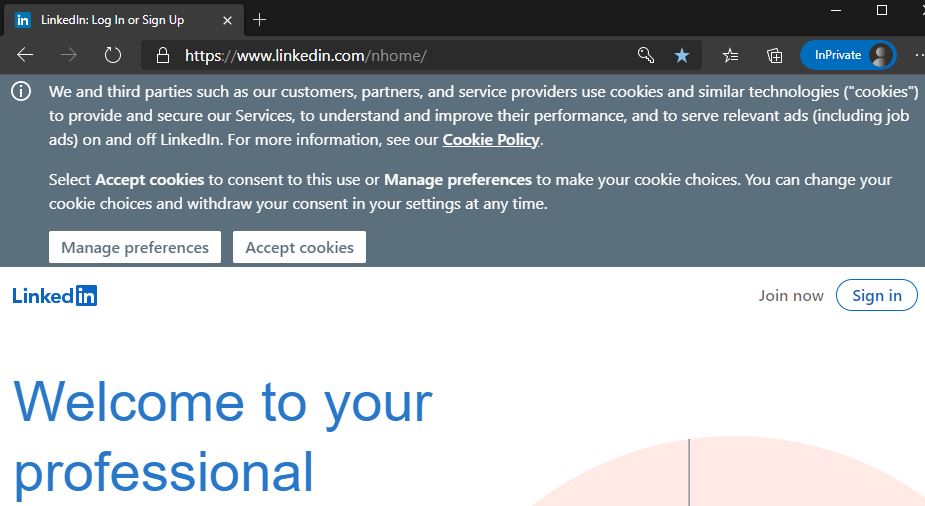 LinkedIn: Log In or Sign Up
https://www.linkedin.com/nhome/
InPrivate
We and third parties such as our customers, partners, and service providers use cookies and similar technologies ("cookies")
to provide and secure our Services, to understand and improve their performance, and to serve relevant ads (including job
ads) on and off LinkedIn. For more information, see our Cookie Policy.
Select Accept cookies to consent to this use or Manage preferences to make your cookie choices. You can change your
cookie choices and withdraw your consent in your settings at any time.
Manage preferences Accept cookies
LinkedIn Join now Sign in
Welcome to your
professional